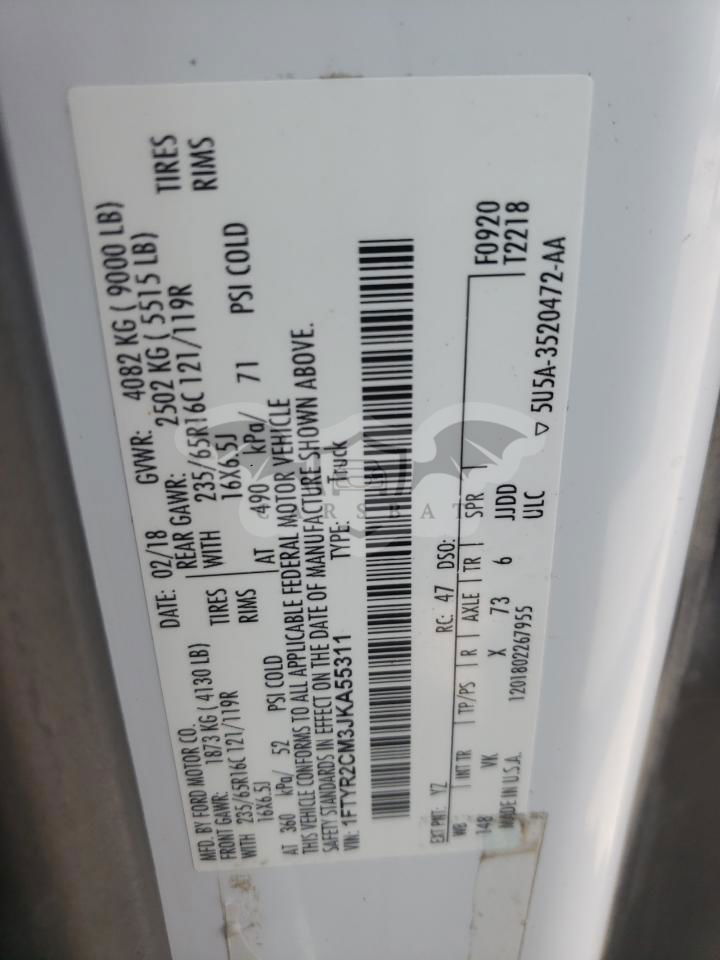 MFD. BY FORD MOTOR CO.
DATE: 02/18 GVWR: 4082 KG ( 9000 LB)
FRONT GAWR: 1873 KG ( 4130 LB) REAR GAWR: 2502 KG ( 5515 LB)
WITH 235/65R16C 121/119R TIRES WITH 235/65R16C 121/119R TIRES
16X6.5J RIMS 16X6.5J RIMS
AT 360 kPa/ 52 PSI COLD AT 490 kPa/ 71 PSI COLD
THIS VEHICLE CONFORMS TO ALL APPLICABLE FEDERAL MOTOR VEHICLE
SAFETY STANDARDS IN EFFECT ON THE DATE OF MANUFACTURE SHOWN ABOVE.
VIN: 1FTYR2CM3JKA55311 TYPE: Truck
CARSBAT
EXT PNT: YZ RC: 47 DSO: F0920
T2218
WB INT TR TP/PS R AXLE TR SPR
148 VK X 73 6 JJDD
MADE IN U.S.A. 1201802267955 ULC
▽ 5U5A-3520472-AA